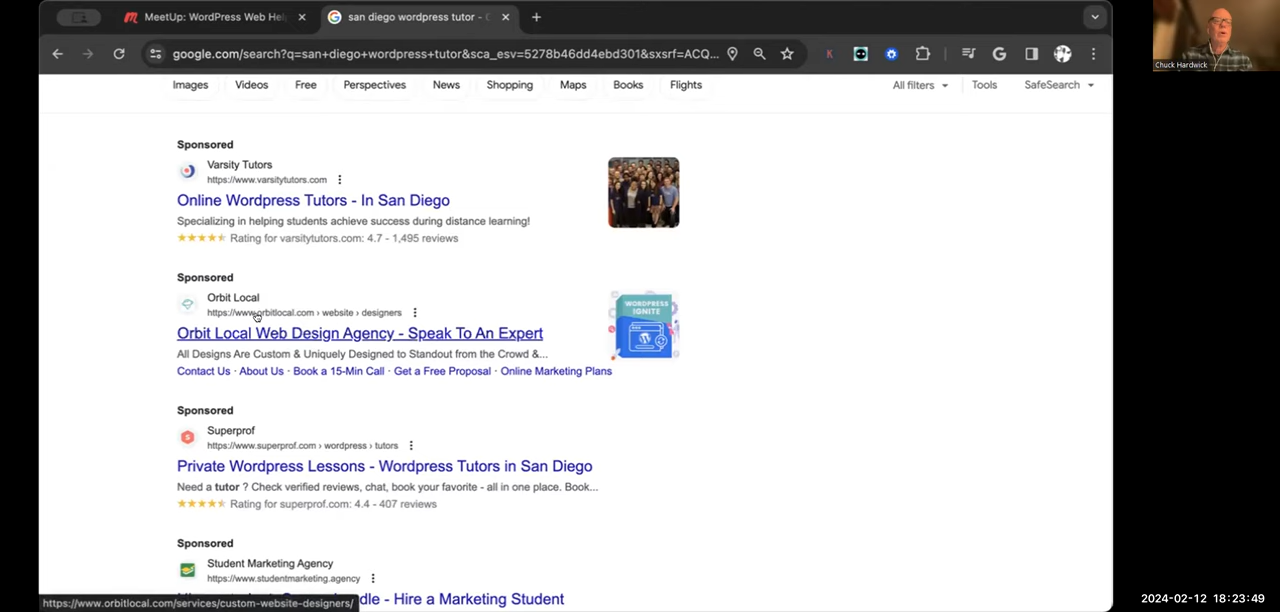 MeetUp: WordPress Web Hel
san diego wordpress tutor -
google.com/search?q=san+diego+wordpress+tutor&sca_esv=5278b46dd4ebd301&sxsrf=ACQ...
Images Videos Free Perspectives News Shopping Maps Books Flights All filters Tools SafeSearch
Sponsored
Varsity Tutors
https://www.varsitytutors.com
Online Wordpress Tutors - In San Diego
Specializing in helping students achieve success during distance learning!
Rating for varsitytutors.com: 4.7 - 1,495 reviews
Sponsored
Orbit Local
https://www.orbitlocal.com › website › designers
WORDPRESS
IGNITE
Orbit Local Web Design Agency - Speak To An Expert
All Designs Are Custom & Uniquely Designed to Standout from the Crowd &...
Contact Us · About Us · Book a 15-Min Call · Get a Free Proposal · Online Marketing Plans
Sponsored
Superprof
https://www.superprof.com › wordpress › tutors
Private Wordpress Lessons - Wordpress Tutors in San Diego
Need a tutor ? Check verified reviews, chat, book your favorite - all in one place. Book...
Rating for superprof.com: 4.4 - 407 reviews
Sponsored
Student Marketing Agency
https://www.studentmarketing.agency
dle - Hire a Marketing Student
https://www.orbitlocal.com/services/custom-website-designers/
Chuck Hardwick
2024-02-12 18:23:49